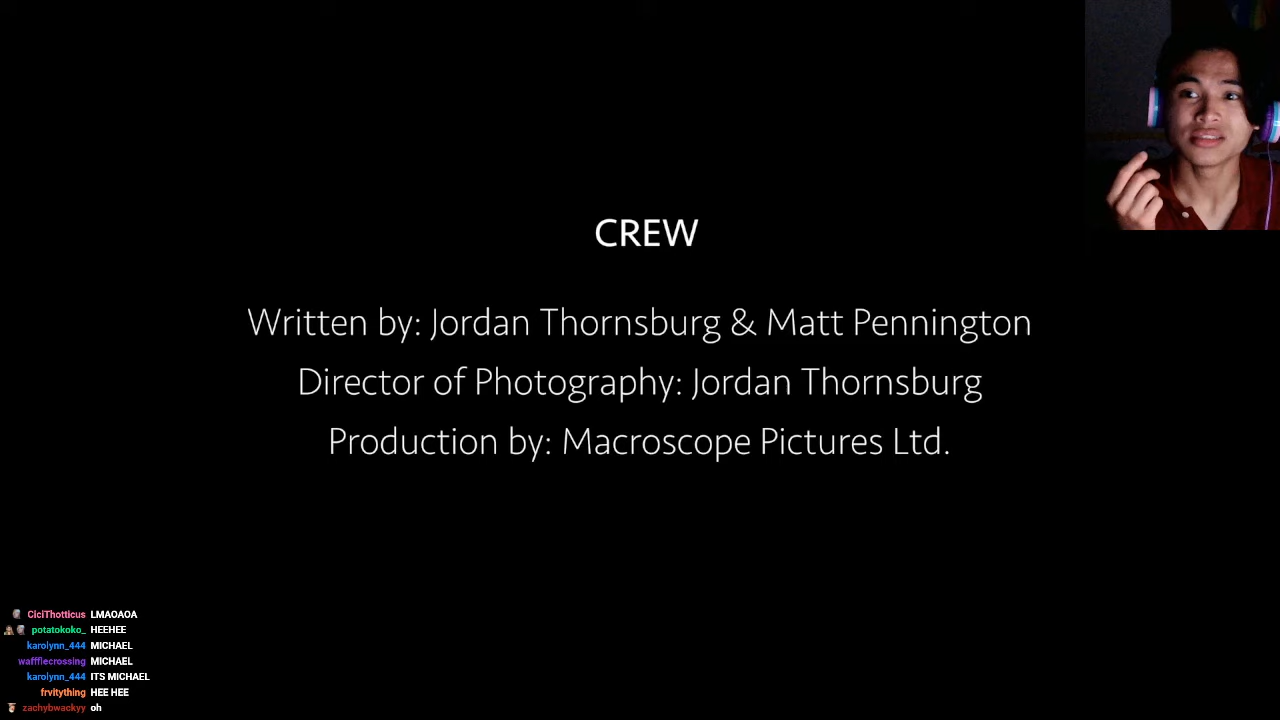 CREW
Written by: Jordan Thornsburg & Matt Pennington
Director of Photography: Jordan Thornsburg
Production by: Macroscope Pictures Ltd.
CiciThotticus LMAOAOA
potatokoko_ HEEHEE
karolynn_444 MICHAEL
wafflecrossing MICHAEL
karolynn_444 ITS MICHAEL
frvitything HEE HEE
zachybwackyy oh